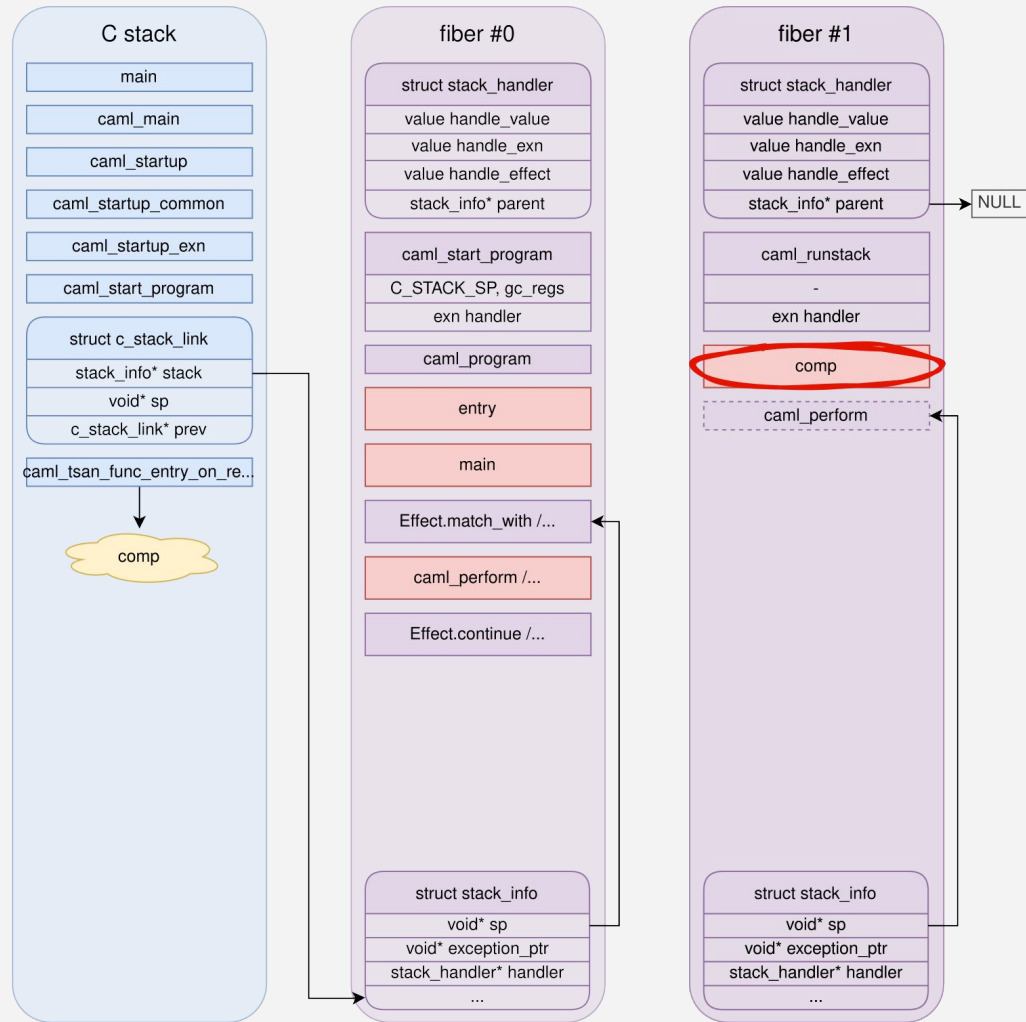 C stack
main
caml_main
caml_startup
caml_startup_common
caml_startup_exn
caml_start_program
struct c_stack_link
stack_info* stack
void* sp
c_stack_link* prev
caml_tsan_func_entry_on_re...
comp
fiber #0
struct stack_handler
value handle_value
value handle_exn
value handle_effect
stack_info* parent
caml_start_program
C_STACK_SP, gc_regs
exn handler
caml_program
entry
main
Effect.match_with /...
caml_perform /...
Effect.continue /...
struct stack_info
void* sp
void* exception_ptr
stack_handler* handler
...
fiber #1
struct stack_handler
value handle_value
value handle_exn
value handle_effect
stack_info* parent
NULL
caml_runstack
-
exn handler
comp
caml_perform
struct stack_info
void* sp
void* exception_ptr
stack_handler* handler
...